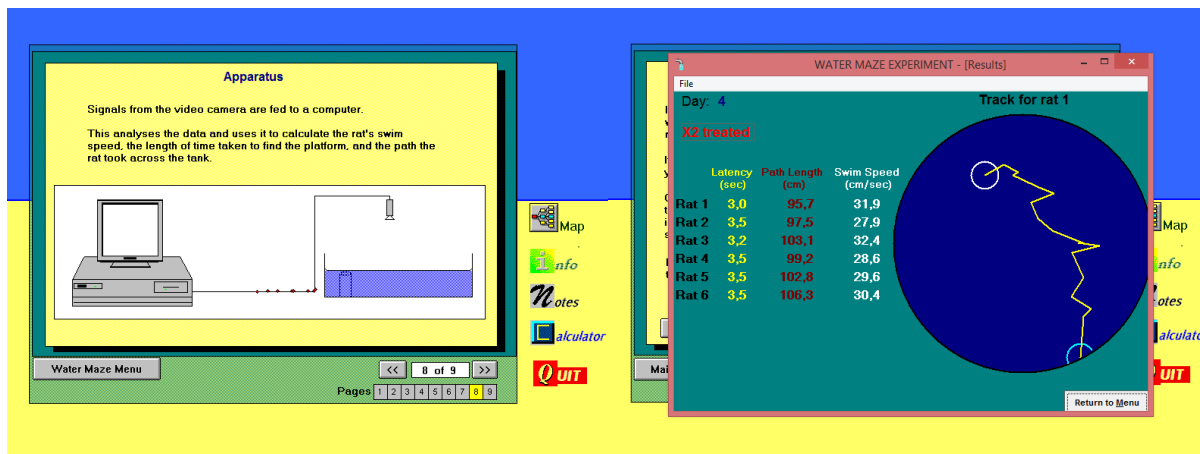 Apparatus
Signals from the video camera are fed to a computer.
This analyses the data and uses it to calculate the rat's swim
speed, the length of time taken to find the platform, and the path the
rat took across the tank.
Map
Info
Notes
Calculator
QUIT
Water Maze Menu
<< 8 of 9 >>
Pages 1 2 3 4 5 6 7 8 9
WATER MAZE EXPERIMENT - [Results]
File
Day: 4
Track for rat 1
X2 treated
Latency Path Length Swim Speed
(sec) (cm) (cm/sec)
Rat 1 3,0 95,7 31,9
Rat 2 3,5 97,5 27,9
Rat 3 3,2 103,1 32,4
Rat 4 3,5 99,2 28,6
Rat 5 3,5 102,8 29,6
Rat 6 3,5 106,3 30,4
Return to Menu
Map
nfo
otes
alculato
UIT
Mai